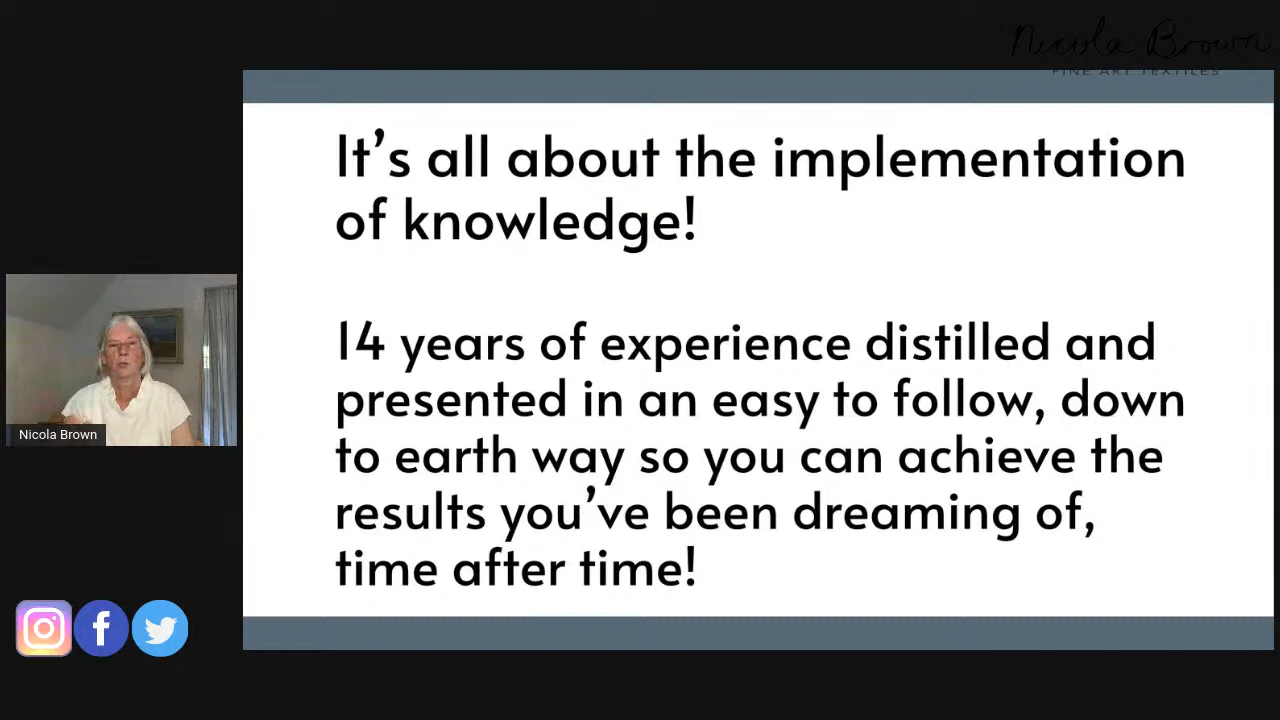 Nicola Brown
FINE ART TEXTILES
It's all about the implementation
of knowledge!
14 years of experience distilled and
presented in an easy to follow, down
to earth way so you can achieve the
results you've been dreaming of,
time after time!
Nicola Brown